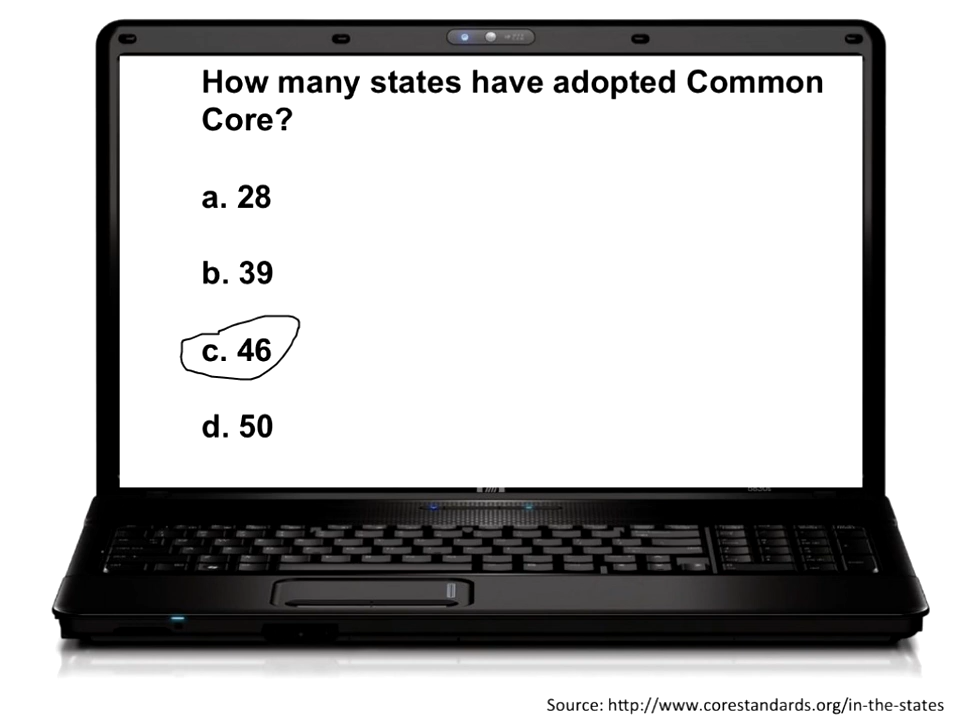 How many states have adopted Common
Core?
a. 28
b. 39
c. 46
d. 50
Source: http://www.corestandards.org/in-the-states